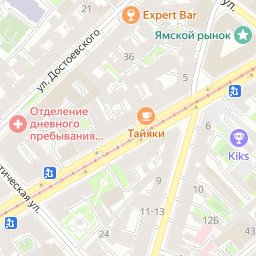 21
Expert Bar
ул.
Ямской рынок
ул. Достоевского
36
5
Отделение
дневного
пребывания...
Тайяки
Kiks
тическая ул.
9
11-13
12Б
24